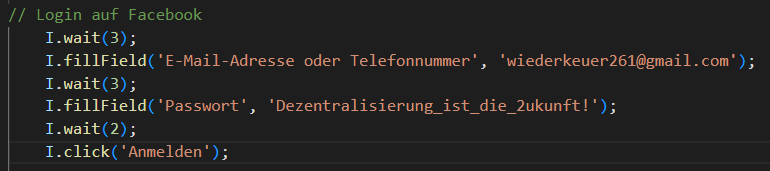 // Login auf Facebook
I.wait(3);
I.fillField('E-Mail-Adresse oder Telefonnummer', 'wiederkeuer261@gmail.com');
I.wait(3);
I.fillField('Passwort', 'Dezentralisierung_ist_die_2ukunft!');
I.wait(2);
I.click('Anmelden');